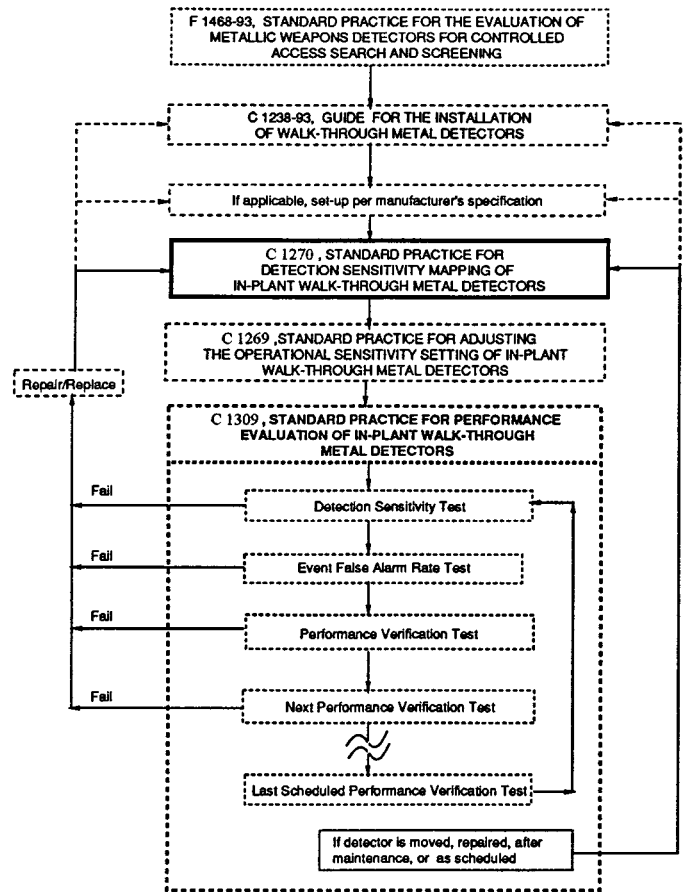 F 1468-93, STANDARD PRACTICE FOR THE EVALUATION OF
METALLIC WEAPONS DETECTORS FOR CONTROLLED
ACCESS SEARCH AND SCREENING
C 1238-93, GUIDE FOR THE INSTALLATION
OF WALK-THROUGH METAL DETECTORS
If applicable, set-up per manufacturer's specification
C 1270 , STANDARD PRACTICE FOR
DETECTION SENSITIVITY MAPPING OF
IN-PLANT WALK-THROUGH METAL DETECTORS
C 1269 ,STANDARD PRACTICE FOR ADJUSTING
THE OPERATIONAL SENSITIVITY SETTING OF IN-PLANT
WALK-THROUGH METAL DETECTORS
Repair/Replace
C 1309 , STANDARD PRACTICE FOR PERFORMANCE
EVALUATION OF IN-PLANT WALK-THROUGH
METAL DETECTORS
Fail
Detection Sensitivity Test
Fail
Event False Alarm Rate Test
Fail
Performance Verification Test
Fail
Next Performance Verification Test
Last Scheduled Performance Verification Test
If detector is moved, repaired, after
maintenance, or as scheduled